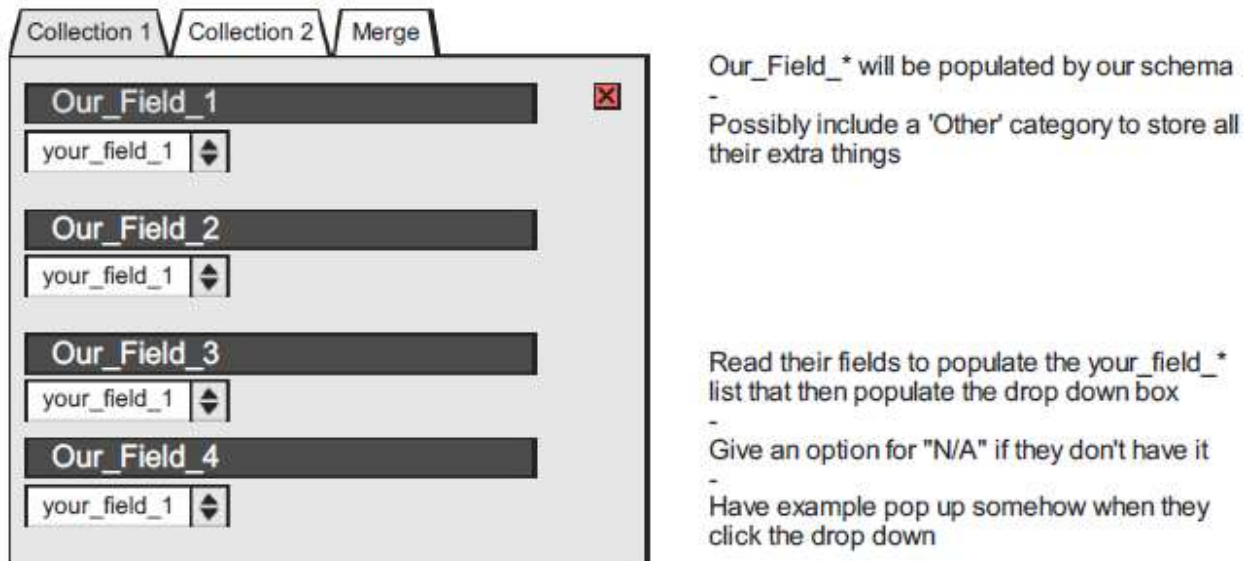 Collection 1 Collection 2 Merge
Our_Field_1
your_field_1
Our_Field_2
your_field_1
Our_Field_3
your_field_1
Our_Field_4
your_field_1
Our_Field_* will be populated by our schema
-
Possibly include a 'Other' category to store all
their extra things
Read their fields to populate the your_field_*
list that then populate the drop down box
-
Give an option for "N/A" if they don't have it
-
Have example pop up somehow when they
click the drop down